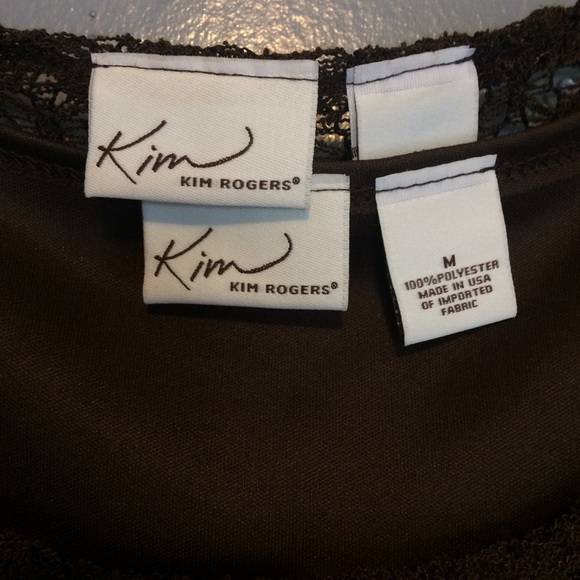 Kim
KIM ROGERS®
Kim
KIM ROGERS®
M
100%POLYESTER
MADE IN USA
OF IMPORTED
FABRIC